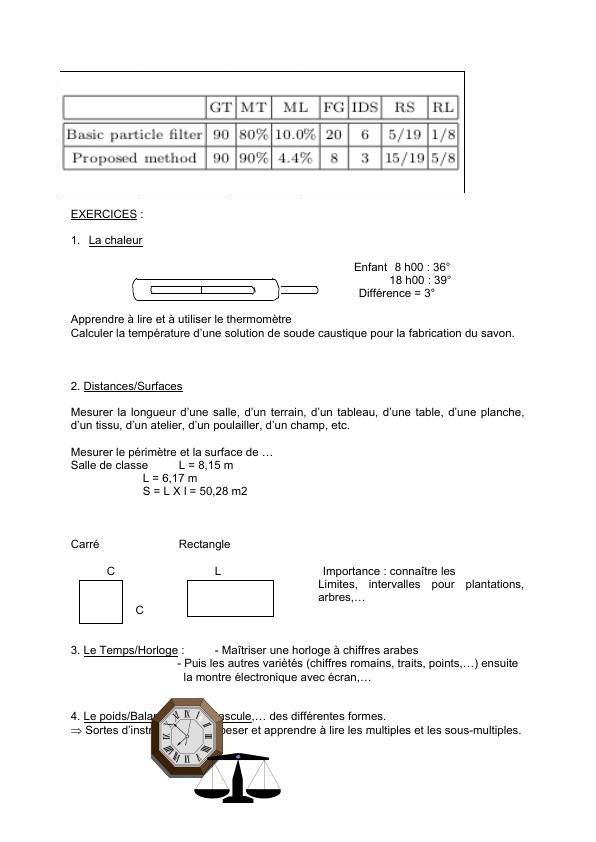 GT MT ML FG IDS RS RL
Basic particle filter 90 80% 10.0% 20 6 5/19 1/8
Proposed method 90 90% 4.4% 8 3 15/19 5/8
EXERCICES :
1. La chaleur
Enfant 8 h00 : 36°
18 h00 : 39°
Différence = 3°
Apprendre à lire et à utiliser le thermomètre
Calculer la température d’une solution de soude caustique pour la fabrication du savon.
2. Distances/Surfaces
Mesurer la longueur d’une salle, d’un terrain, d’un tableau, d’une table, d’une planche,
d’un tissu, d’un atelier, d’un poulailler, d’un champ, etc.
Mesurer le périmètre et la surface de …
Salle de classe L = 8,15 m
L = 6,17 m
S = L X l = 50,28 m2
Carré Rectangle
C L Importance : connaître les
Limites, intervalles pour plantations,
arbres,…
C
3. Le Temps/Horloge : - Maîtriser une horloge à chiffres arabes
- Puis les autres variétés (chiffres romains, traits, points,…) ensuite
la montre électronique avec écran,…
4. Le poids/ ,… des différentes formes.
⇒ Sortes et apprendre à lire les multiples et les sous-multiples.